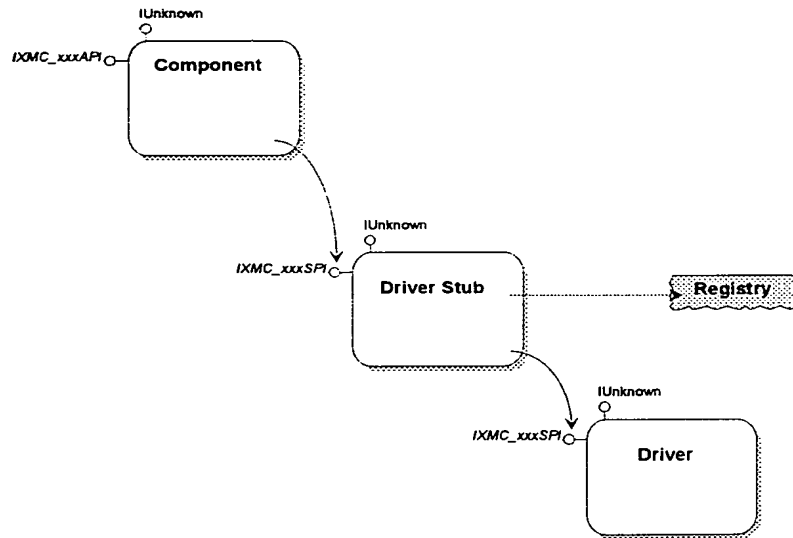 IUnknown
IXMC_xxxAPI
Component
IUnknown
IXMC_xxxSPI
Driver Stub
Registry
IUnknown
IXMC_xxxSPI
Driver